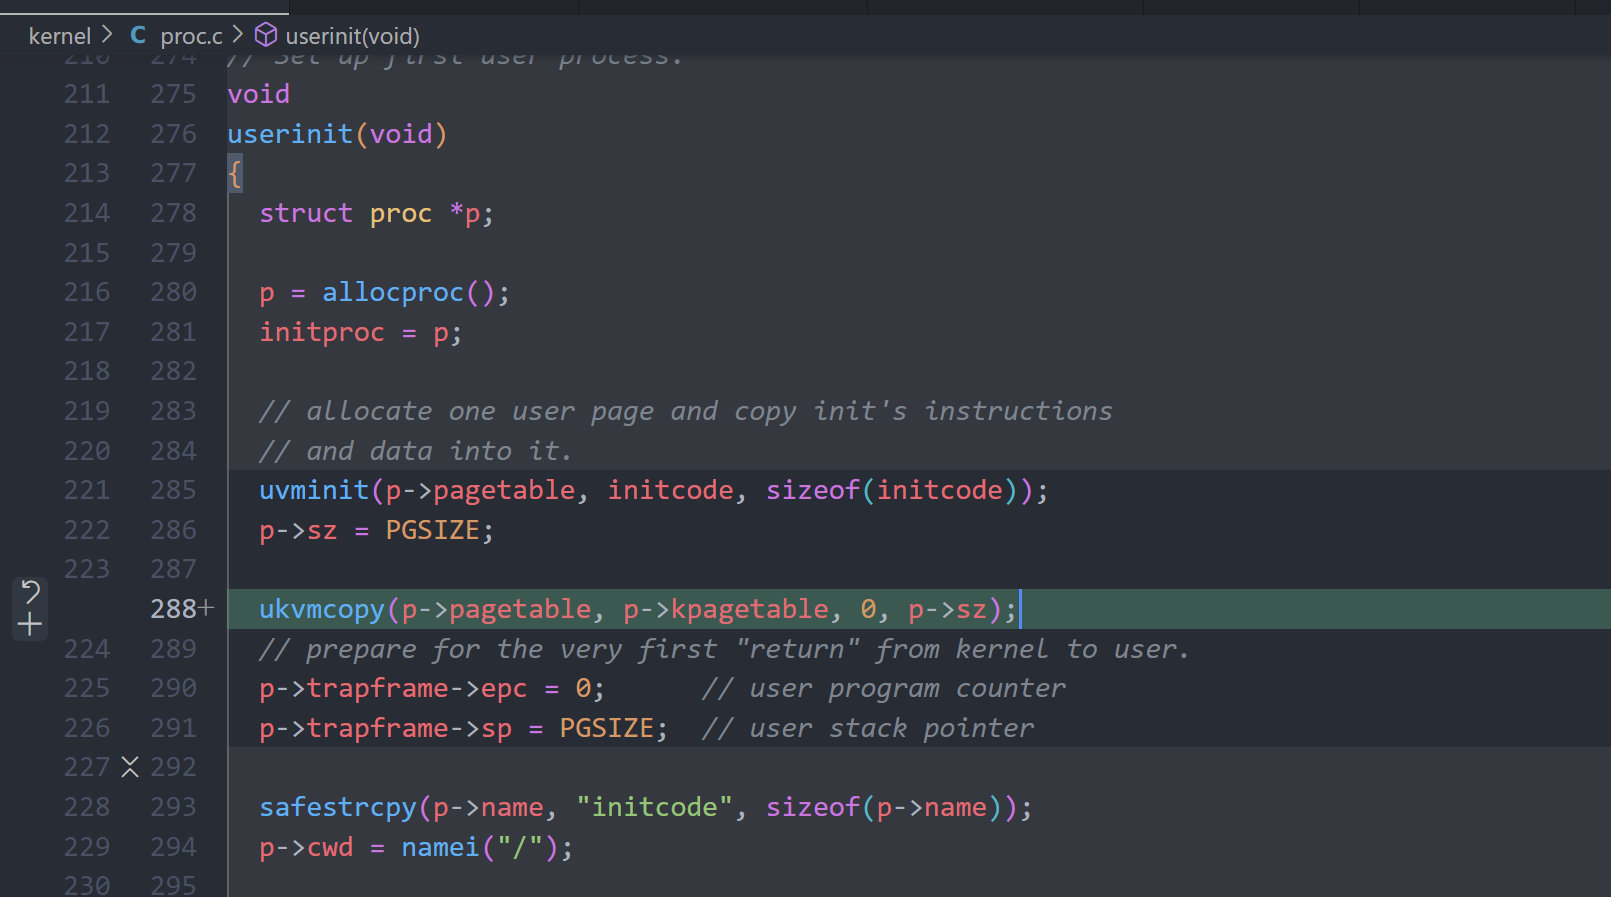 kernel > C proc.c > userinit(void)
210 274 // Set up first user process.
211 275 void
212 276 userinit(void)
213 277 {
214 278   struct proc *p;
215 279
216 280   p = allocproc();
217 281   initproc = p;
218 282
219 283   // allocate one user page and copy init's instructions
220 284   // and data into it.
221 285   uvminit(p->pagetable, initcode, sizeof(initcode));
222 286   p->sz = PGSIZE;
223 287
288+   ukvmcopy(p->pagetable, p->kpagetable, 0, p->sz);
224 289   // prepare for the very first "return" from kernel to user.
225 290   p->trapframe->epc = 0;      // user program counter
226 291   p->trapframe->sp = PGSIZE;  // user stack pointer
227 292
228 293   safestrcpy(p->name, "initcode", sizeof(p->name));
229 294   p->cwd = namei("/");
230 295